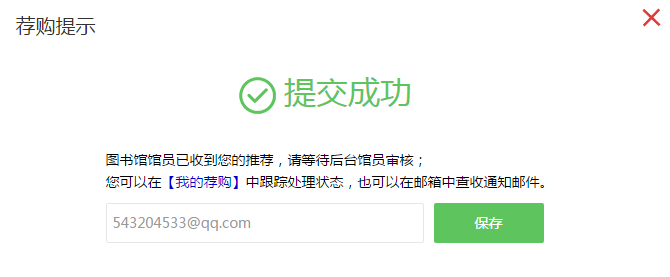 荐购提示
提交成功
图书馆馆员已收到您的推荐，请等待后台馆员审核；
您可以在【我的荐购】中跟踪处理状态，也可以在邮箱中查收通知邮件。
543204533@qq.com
保存